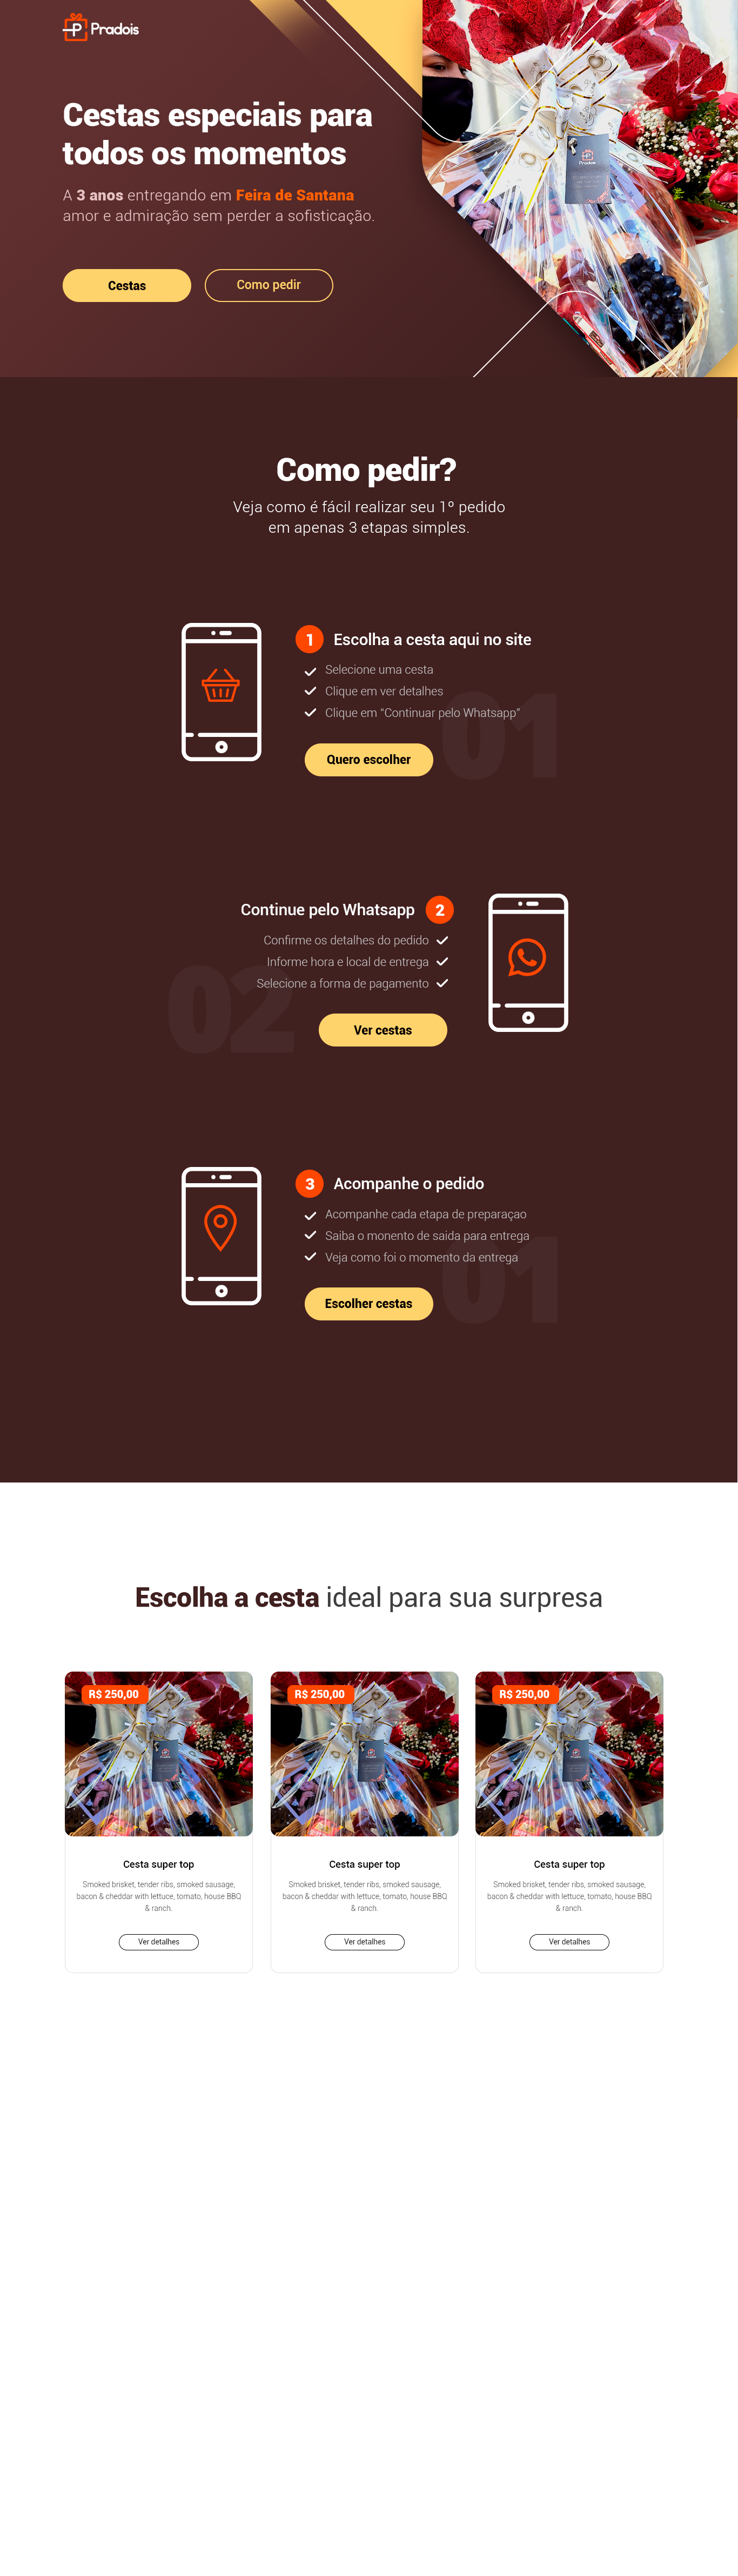 Pradois
Cestas especiais para
todos os momentos
A 3 anos entregando em Feira de Santana
amor e admiração sem perder a sofisticação.
Cestas
Como pedir
Pradois
Como pedir?
Veja como é fácil realizar seu 1º pedido
em apenas 3 etapas simples.
1 Escolha a cesta aqui no site
Selecione uma cesta
Clique em ver detalhes
Clique em “Continuar pelo Whatsapp”
01
Quero escolher
Continue pelo Whatsapp 2
Confirme os detalhes do pedido
Informe hora e local de entrega
Selecione a forma de pagamento
02
Ver cestas
3 Acompanhe o pedido
Acompanhe cada etapa de preparaçao
Saiba o monento de saida para entrega
Veja como foi o momento da entrega
01
Escolher cestas
Escolha a cesta ideal para sua surpresa
R$ 250,00
Cesta super top
Smoked brisket, tender ribs, smoked sausage,
bacon & cheddar with lettuce, tomato, house BBQ
& ranch.
Ver detalhes
R$ 250,00
Cesta super top
Smoked brisket, tender ribs, smoked sausage,
bacon & cheddar with lettuce, tomato, house BBQ
& ranch.
Ver detalhes
R$ 250,00
Cesta super top
Smoked brisket, tender ribs, smoked sausage,
bacon & cheddar with lettuce, tomato, house BBQ
& ranch.
Ver detalhes